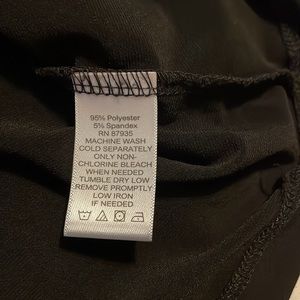 95% Polyester
5% Spandex
RN 87935
MACHINE WASH
COLD SEPARATELY
ONLY NON-
CHLORINE BLEACH
WHEN NEEDED
TUMBLE DRY LOW
REMOVE PROMPTLY
LOW IRON
IF NEEDED